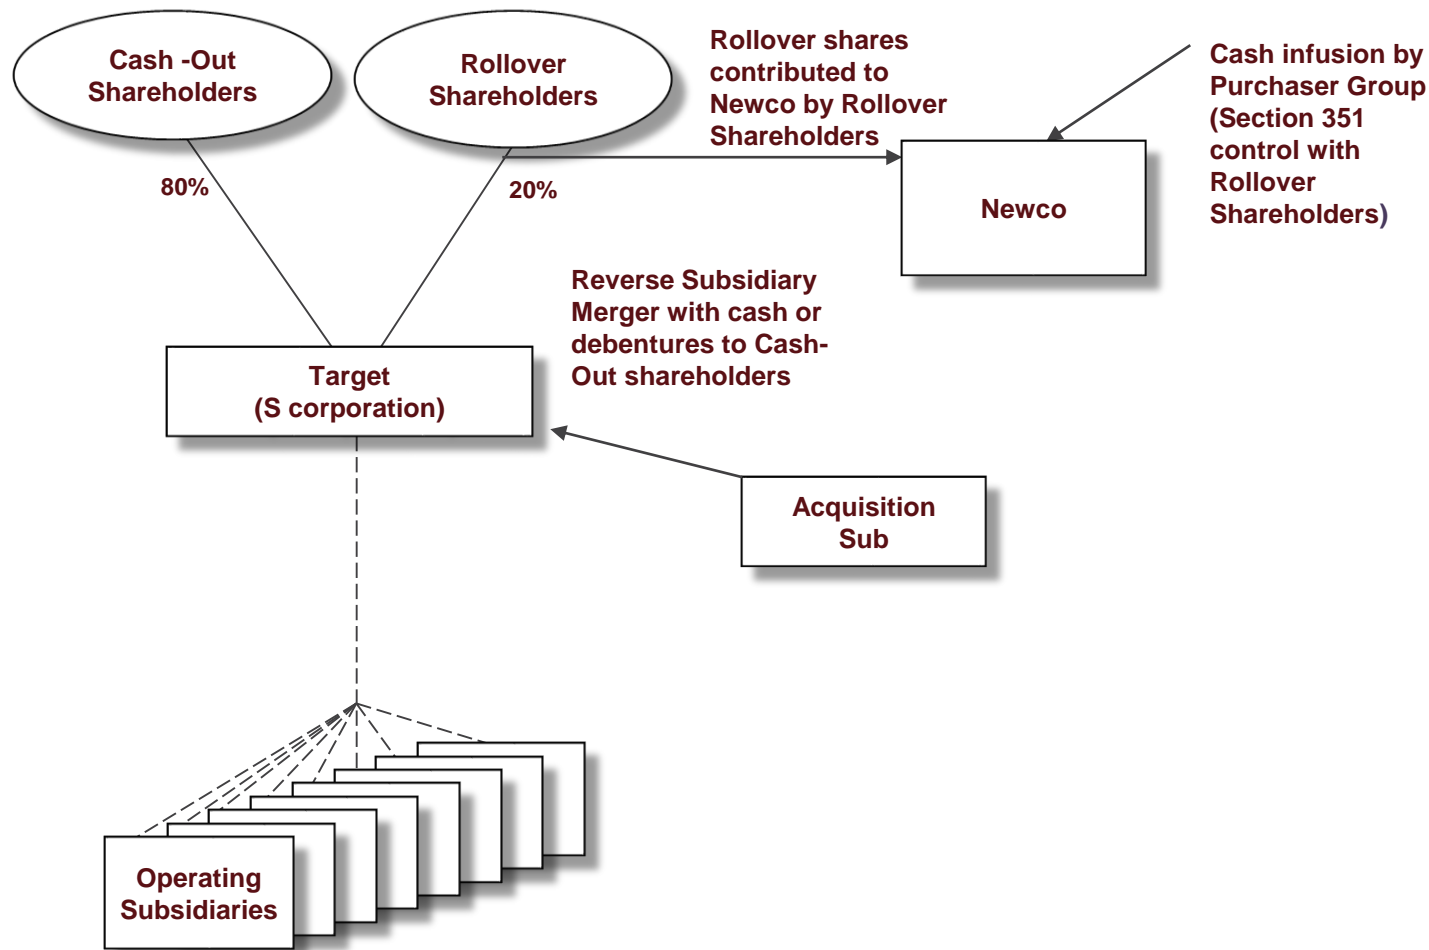 Cash -Out
Shareholders
Rollover
Shareholders
Rollover shares
contributed to
Newco by Rollover
Shareholders
Cash infusion by
Purchaser Group
(Section 351
control with
Rollover
Shareholders)
80%
20%
Newco
Reverse Subsidiary
Merger with cash or
debentures to Cash-
Out shareholders
Target
(S corporation)
Acquisition
Sub
Operating
Subsidiaries